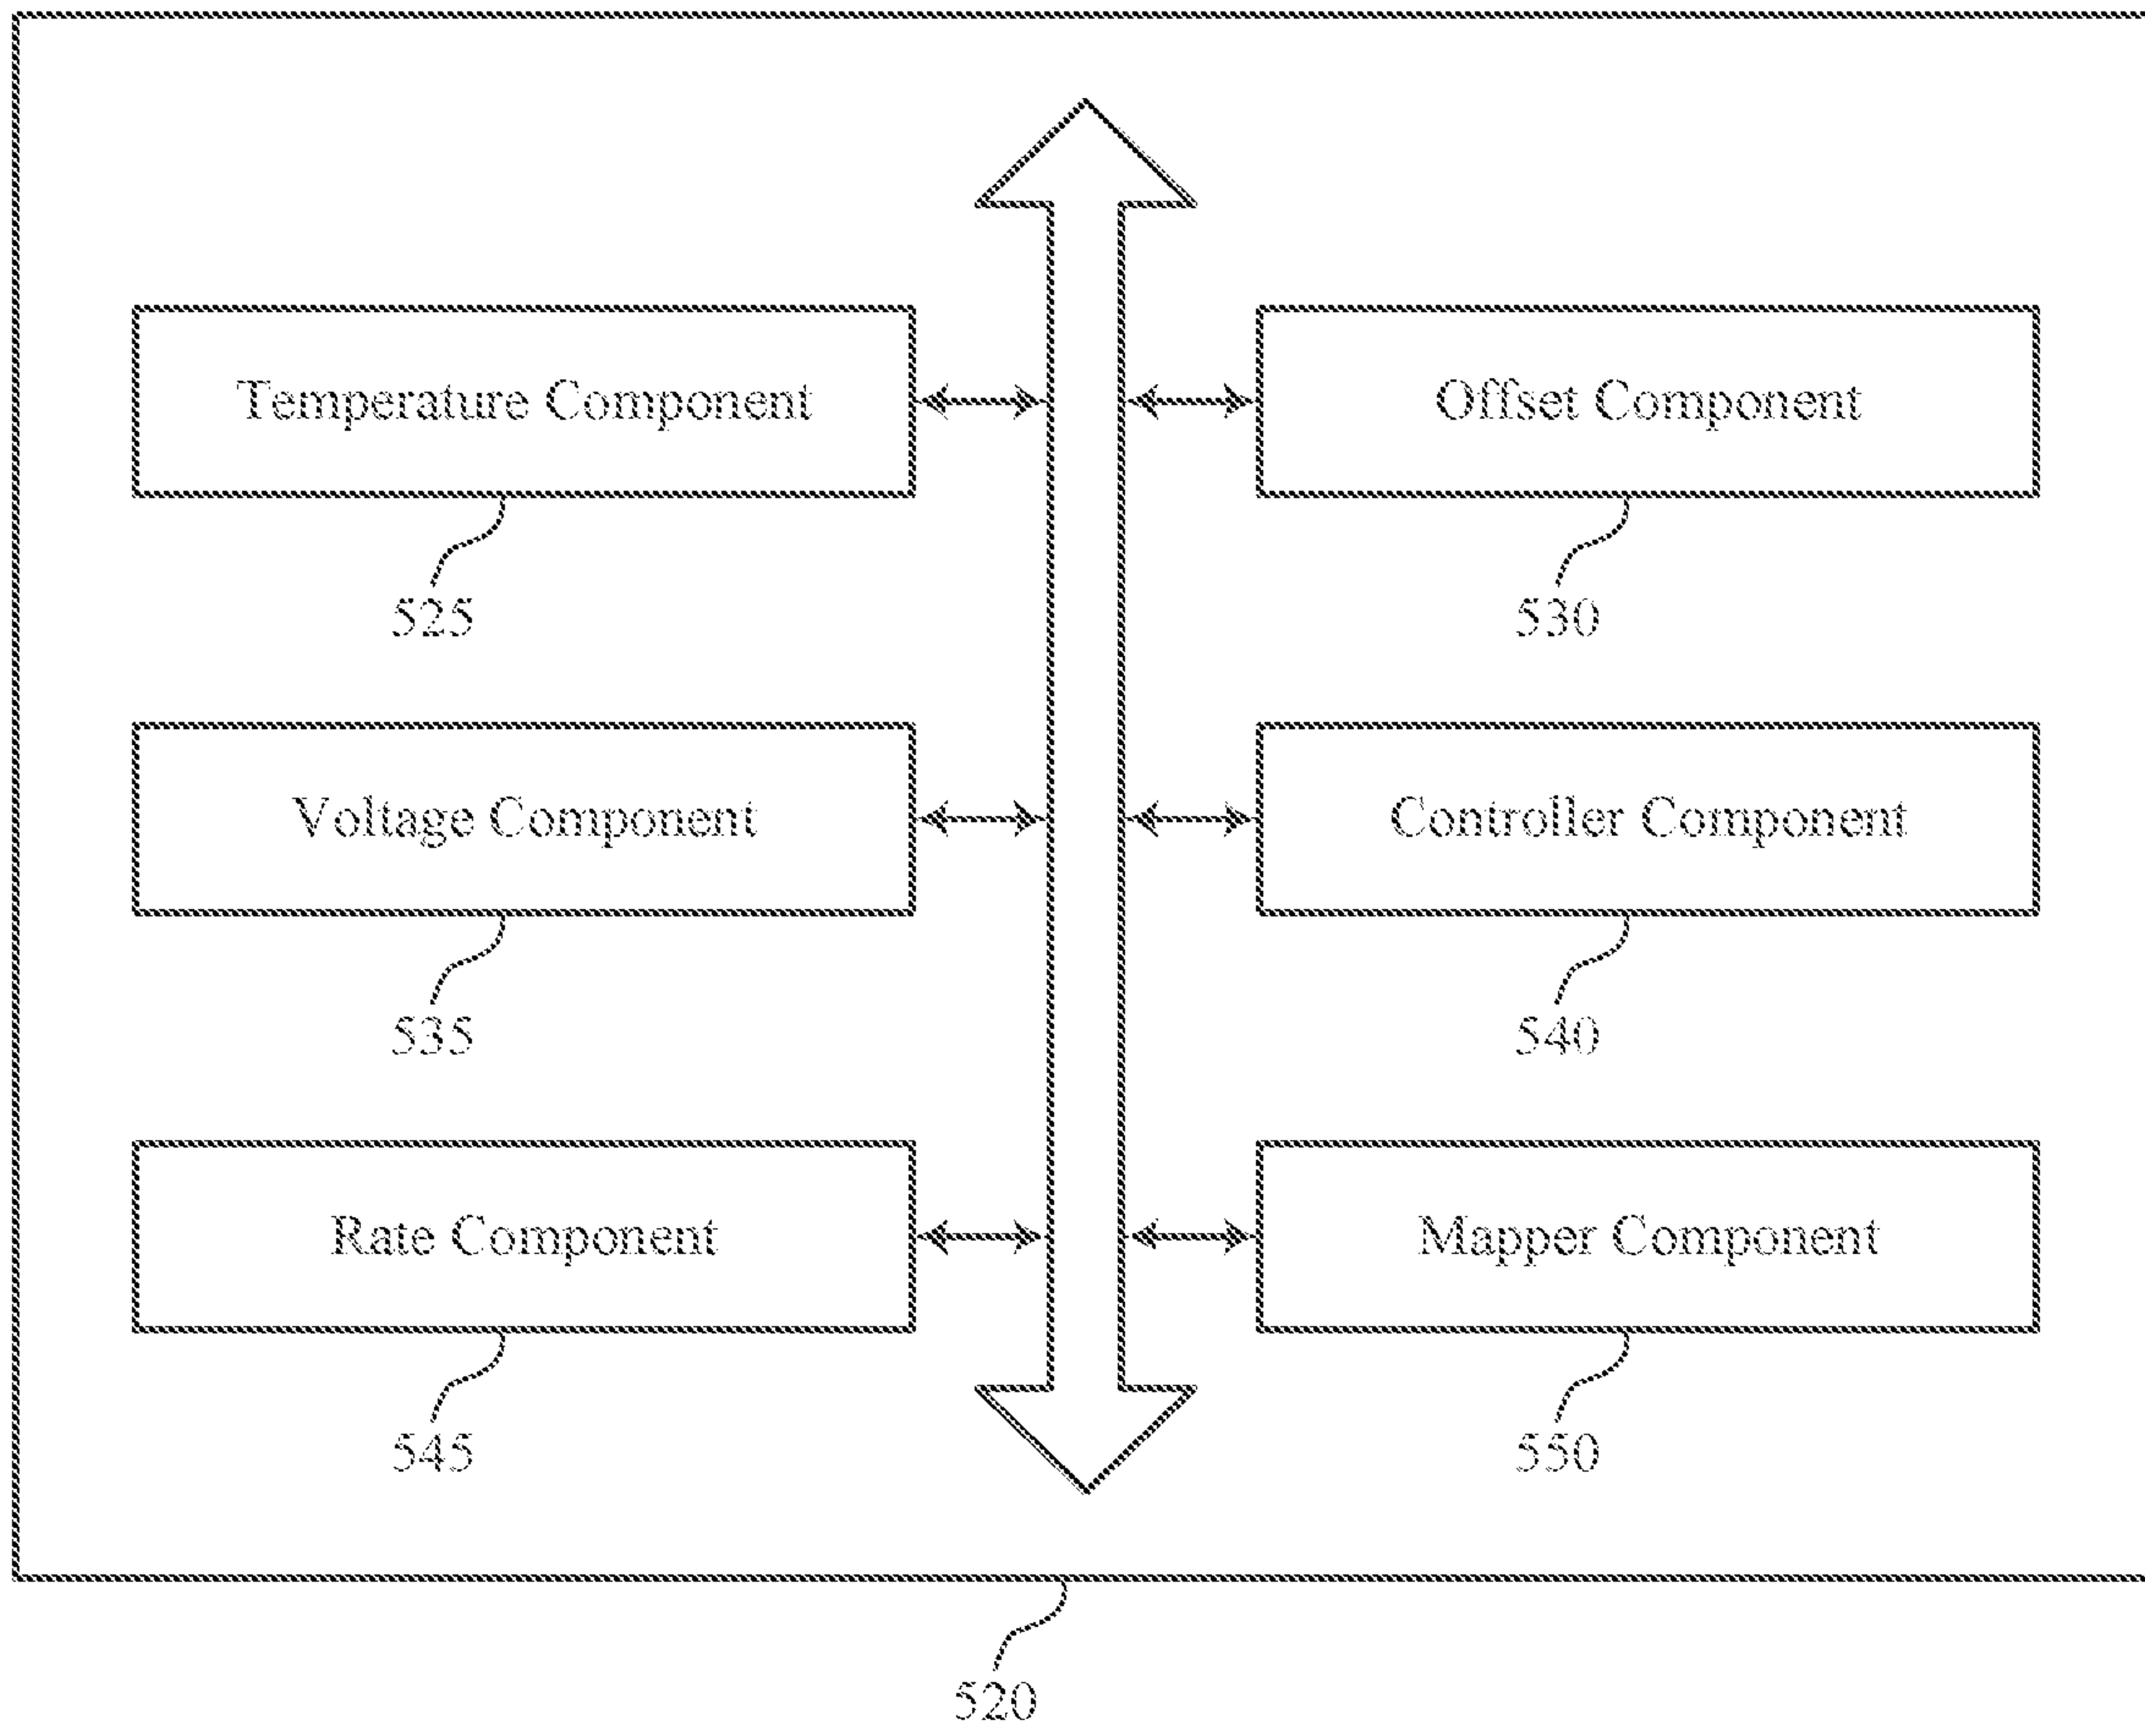 Temperature Component
Offset Component
525
530
Voltage Component
Controller Component
535
540
Rate Component
Mapper Component
545
550
520